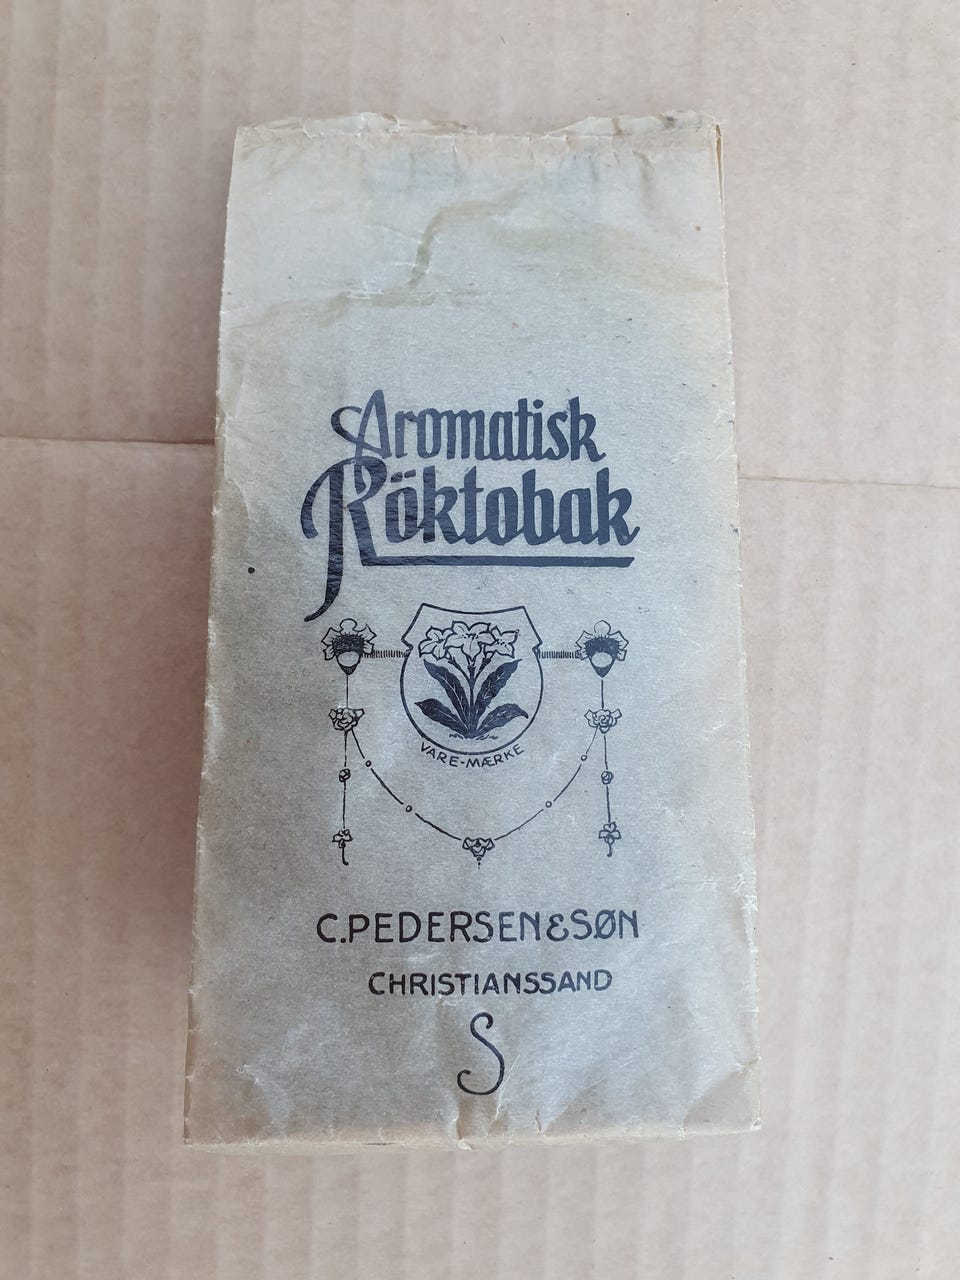 Aromatisk
Röktobak
VARE-MÆRKE
C. PEDERSEN & SØN
CHRISTIANSSAND
S